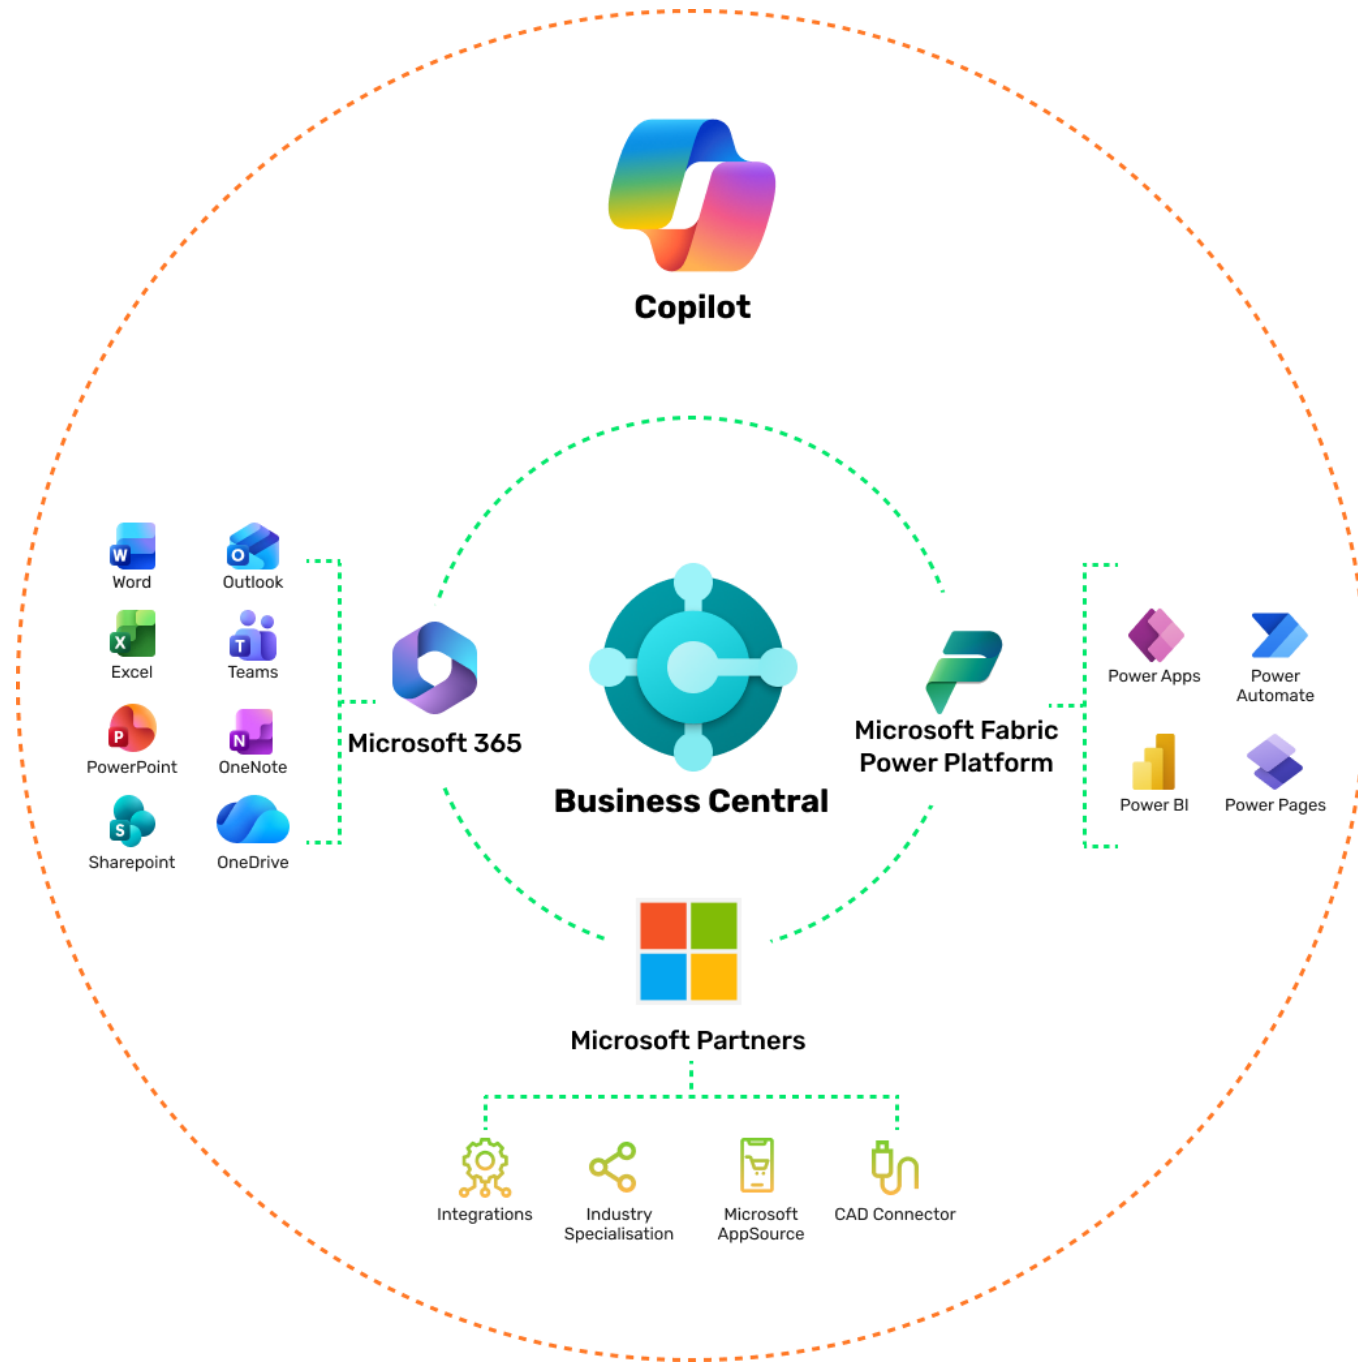 Copilot
W
Word
O
Outlook
X
Excel
T
Teams
P
PowerPoint
N
OneNote
S
Sharepoint
OneDrive
Microsoft 365
Business Central
Microsoft Fabric
Power Platform
Power Apps
Power
Automate
Power BI
Power Pages
Microsoft Partners
Integrations
Industry
Specialisation
Microsoft
AppSource
CAD Connector